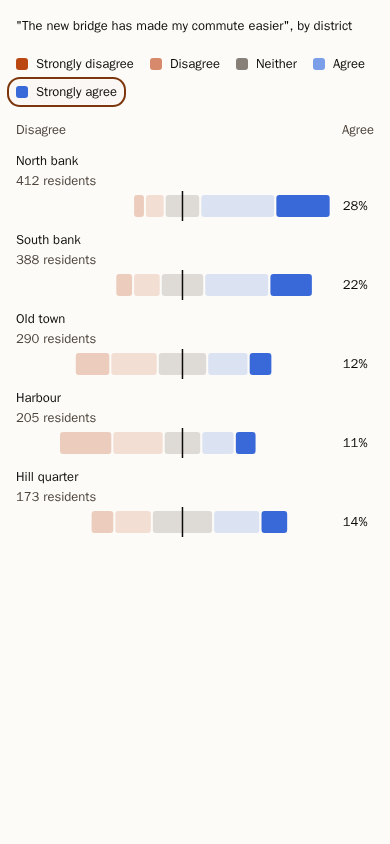 "The new bridge has made my commute easier", by district
Strongly disagree Disagree Neither Agree
Strongly agree
Disagree Agree
North bank
412 residents
28%
South bank
388 residents
22%
Old town
290 residents
12%
Harbour
205 residents
11%
Hill quarter
173 residents
14%